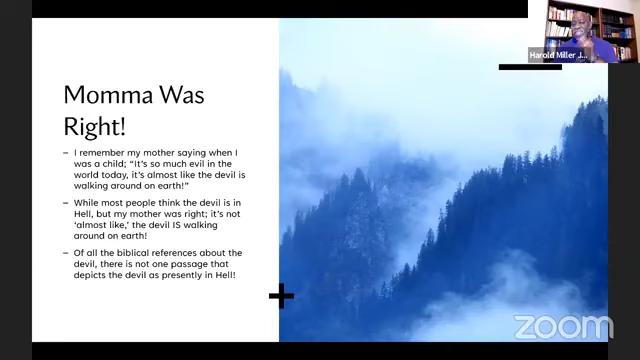 Harold Miller J...
Momma Was
Right!
– I remember my mother saying when I
was a child; “It's so much evil in the
world today, it's almost like the devil is
walking around on earth!”
– While most people think the devil is in
Hell, but my mother was right; it's not
‘almost like,’ the devil IS walking
around on earth!
– Of all the biblical references about the
devil, there is not one passage that
depicts the devil as presently in Hell!
zoom